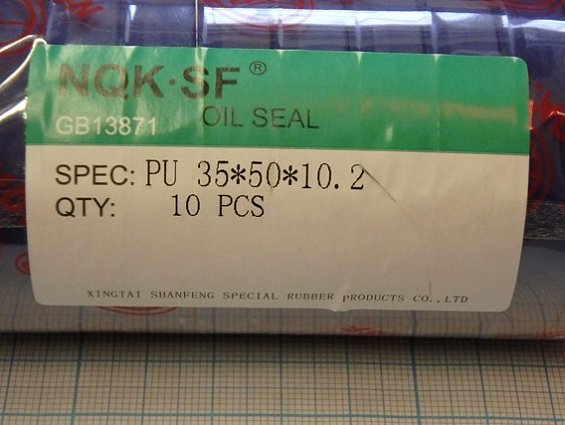 NQK·SF®
GB13871 OIL SEAL
SPEC: PU 35*50*10.2
QTY: 10 PCS
XINGTAI SHANFENG SPECIAL RUBBER PRODUCTS CO.,LTD